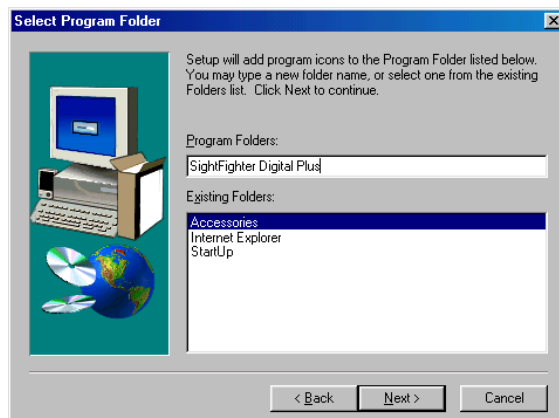 Select Program Folder
Setup will add program icons to the Program Folder listed below.
You may type a new folder name, or select one from the existing
Folders list. Click Next to continue.
Program Folders:
SightFighter Digital Plus
Existing Folders:
Accessories
Internet Explorer
StartUp
< Back
Next >
Cancel